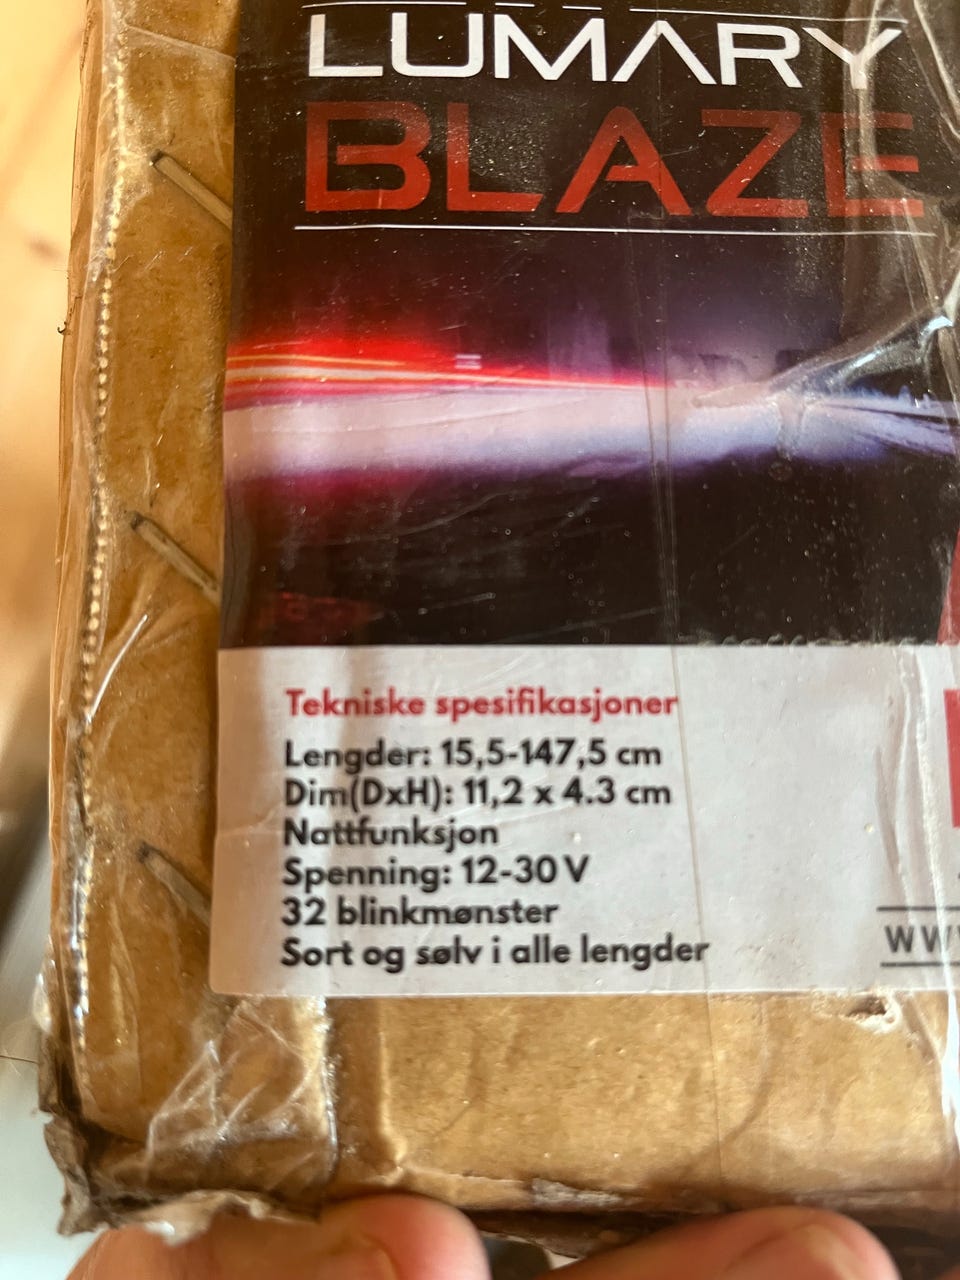 LUMARY
BLAZE
Tekniske spesifikasjoner
Lengder: 15,5-147,5 cm
Dim(DxH): 11,2 x 4.3 cm
Nattfunksjon
Spenning: 12-30 V
32 blinkmønster
Sort og sølv i alle lengder